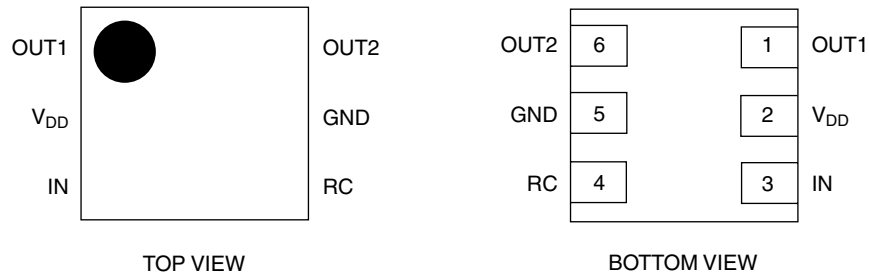 OUT1 OUT2
VDD GND
IN RC
TOP VIEW
OUT2 6 1 OUT1
GND 5 2 VDD
RC 4 3 IN
BOTTOM VIEW